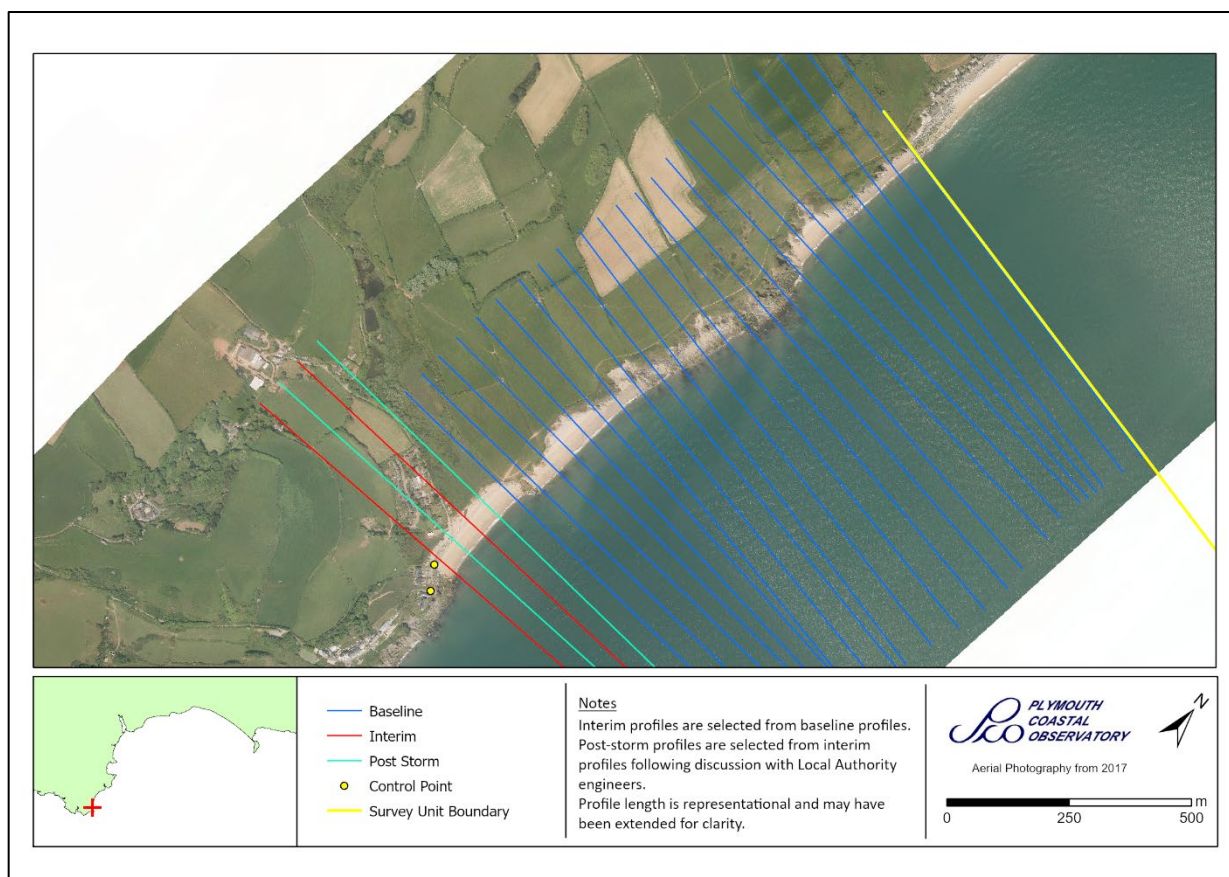 Baseline
Interim
Post Storm
Control Point
Survey Unit Boundary
Notes
Interim profiles are selected from baseline profiles.
Post-storm profiles are selected from interim
profiles following discussion with Local Authority
engineers.
Profile length is representational and may have
been extended for clarity.
PLYMOUTH
COASTAL
OBSERVATORY
N
Aerial Photography from 2017
m
0 250 500